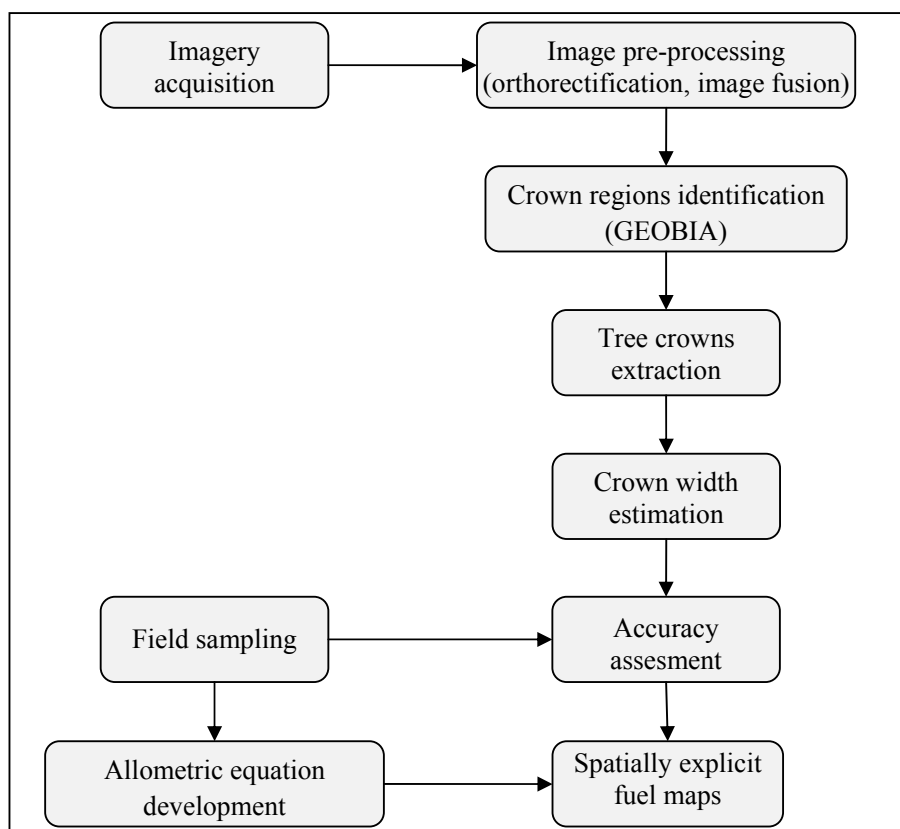 Imagery
acquisition
Image pre-processing
(orthorectification, image fusion)
Crown regions identification
(GEOBIA)
Tree crowns
extraction
Crown width
estimation
Field sampling
Accuracy
assesment
Allometric equation
development
Spatially explicit
fuel maps